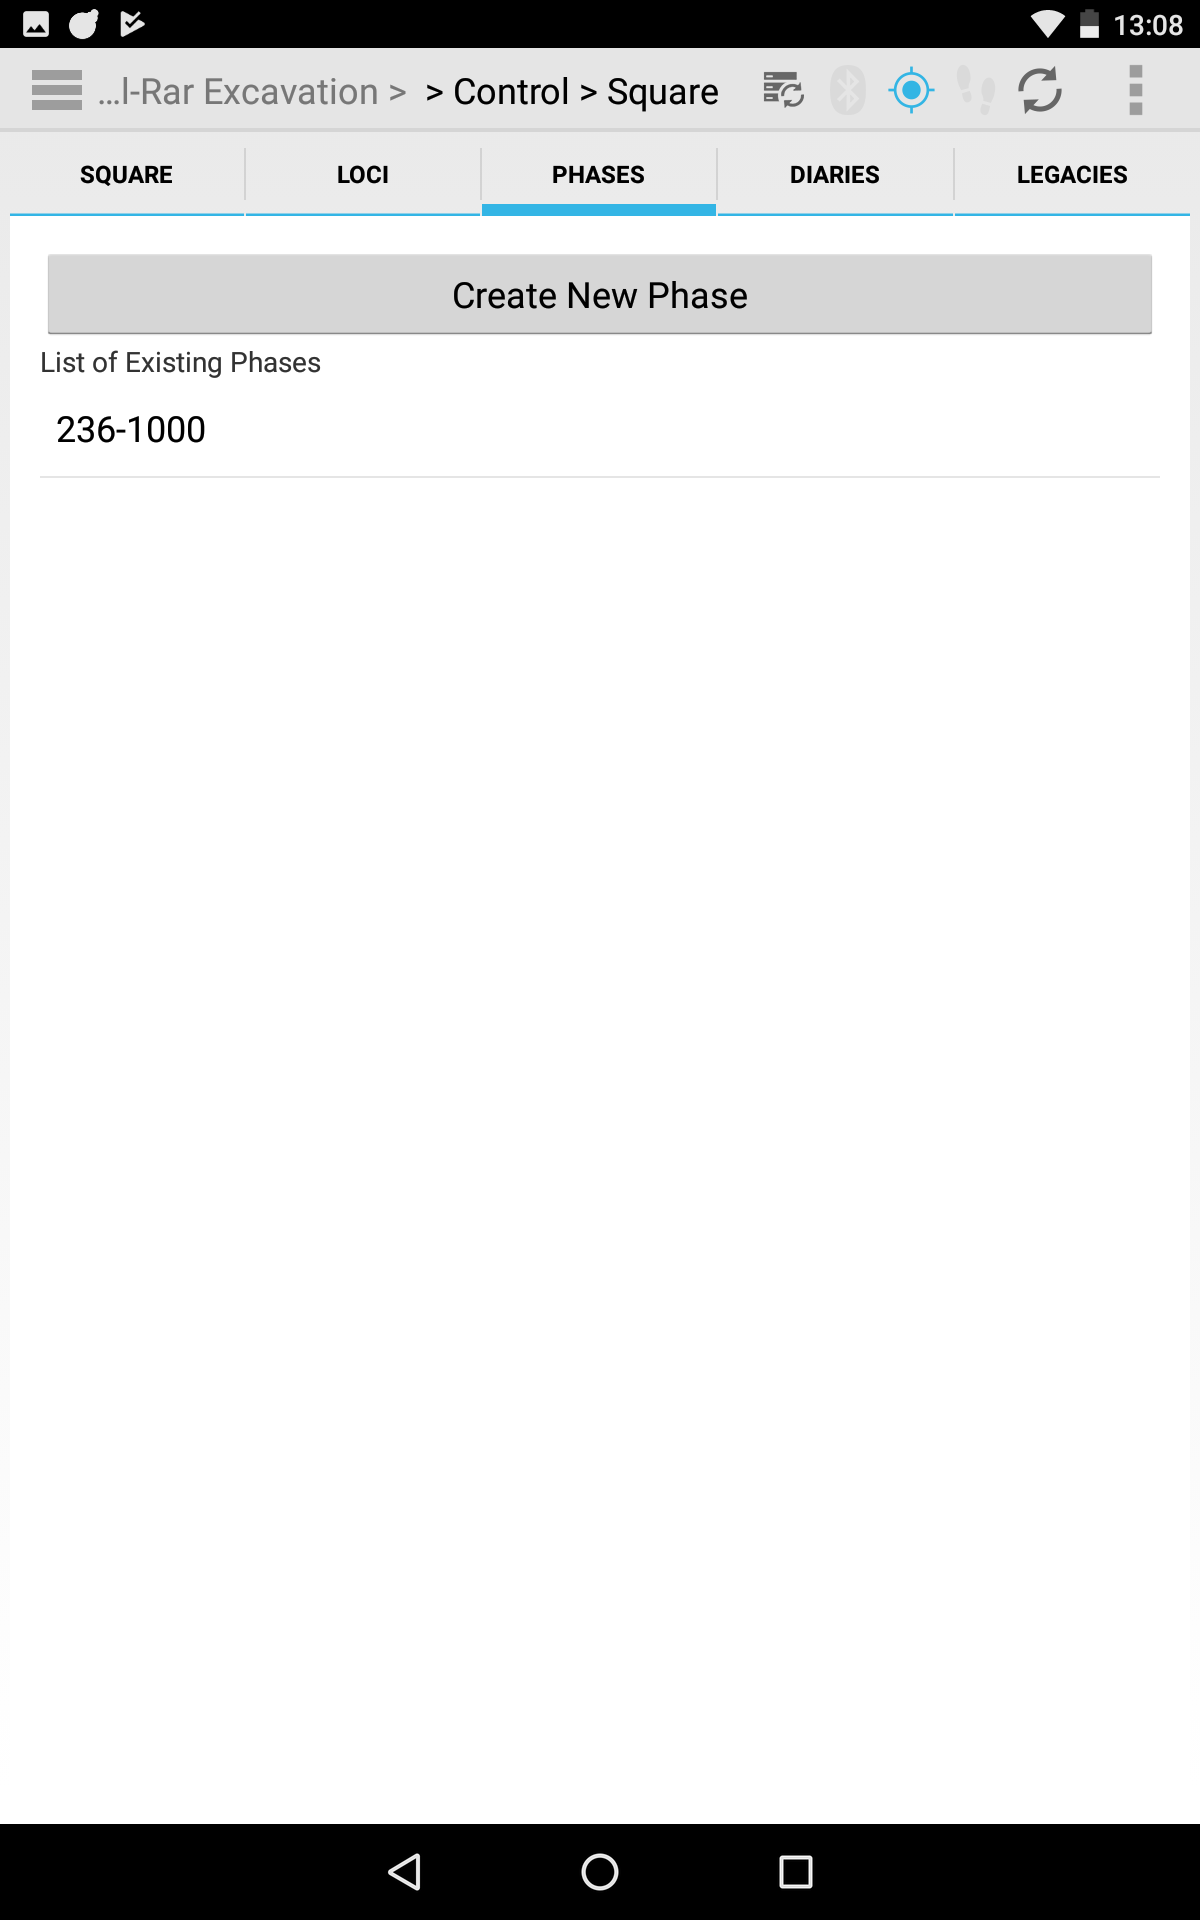 13:08
...l-Rar Excavation > > Control > Square
SQUARE
LOCI
PHASES
DIARIES
LEGACIES
Create New Phase
List of Existing Phases
236-1000